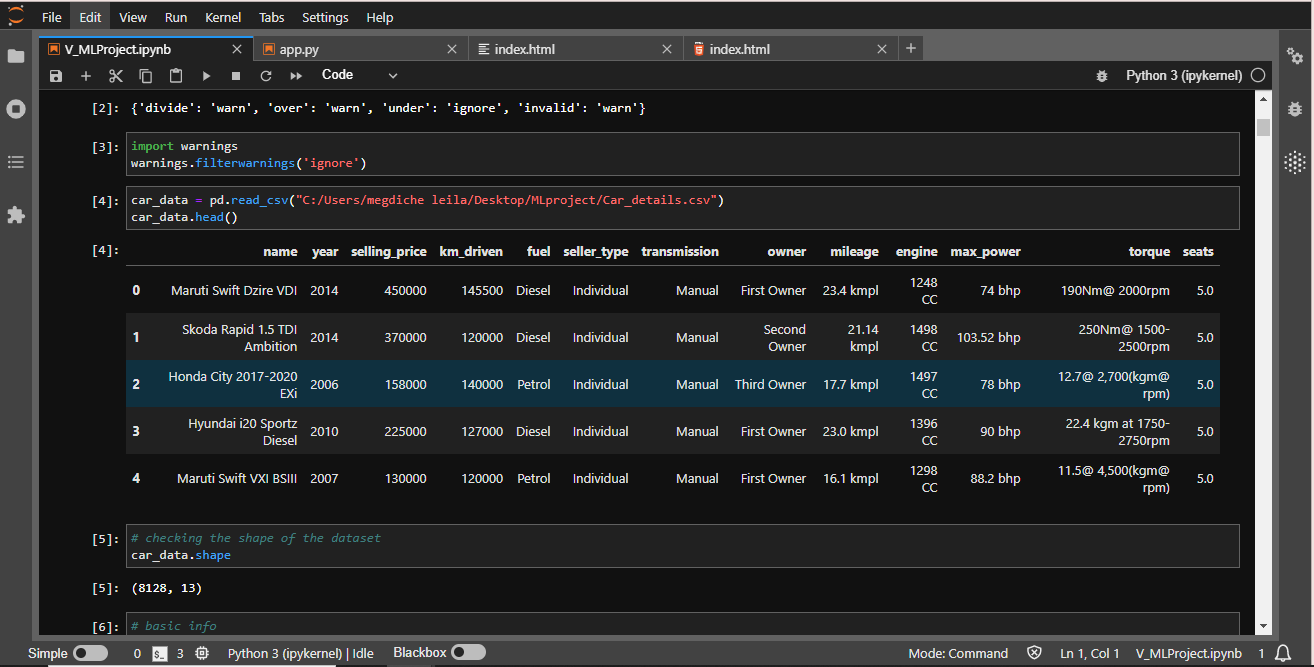 File Edit View Run Kernel Tabs Settings Help
V_MLProject.ipynb app.py index.html index.html
Code Python 3 (ipykernel)
[2]: {'divide': 'warn', 'over': 'warn', 'under': 'ignore', 'invalid': 'warn'}
[3]: import warnings
warnings.filterwarnings('ignore')
[4]: car_data = pd.read_csv("C:/Users/megdiche leila/Desktop/MLproject/Car_details.csv")
car_data.head()
[4]: name year selling_price km_driven fuel seller_type transmission owner mileage engine max_power torque seats
0 Maruti Swift Dzire VDI 2014 450000 145500 Diesel Individual Manual First Owner 23.4 kmpl 1248 CC 74 bhp 190Nm@ 2000rpm 5.0
1 Skoda Rapid 1.5 TDI Ambition 2014 370000 120000 Diesel Individual Manual Second Owner 21.14 kmpl 1498 CC 103.52 bhp 250Nm@ 1500-2500rpm 5.0
2 Honda City 2017-2020 EXi 2006 158000 140000 Petrol Individual Manual Third Owner 17.7 kmpl 1497 CC 78 bhp 12.7@ 2,700(kgm@ rpm) 5.0
3 Hyundai i20 Sportz Diesel 2010 225000 127000 Diesel Individual Manual First Owner 23.0 kmpl 1396 CC 90 bhp 22.4 kgm at 1750-2750rpm 5.0
4 Maruti Swift VXI BSIII 2007 130000 120000 Petrol Individual Manual First Owner 16.1 kmpl 1298 CC 88.2 bhp 11.5@ 4,500(kgm@ rpm) 5.0
[5]: # checking the shape of the dataset
car_data.shape
[5]: (8128, 13)
[6]: # basic info
Simple 0 3 Python 3 (ipykernel) | Idle Blackbox Mode: Command Ln 1, Col 1 V_MLProject.ipynb 1